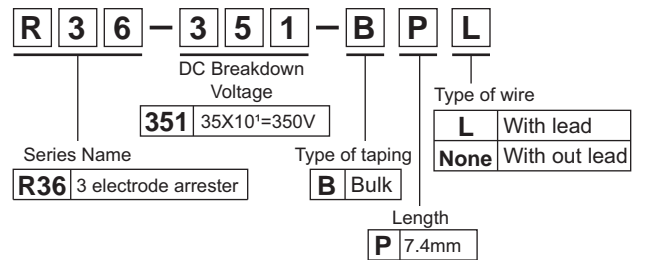 R 3 6 - 3 5 1 - B P L
DC Breakdown
Voltage
351 35X10¹=350V
Type of wire
L With lead
None With out lead
Series Name
R36 3 electrode arrester
Type of taping
B Bulk
Length
P 7.4mm